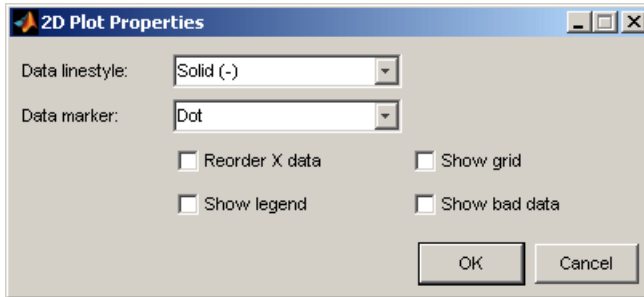 2D Plot Properties
Data linestyle: Solid (-)
Data marker: Dot
Reorder X data Show grid
Show legend Show bad data
OK Cancel